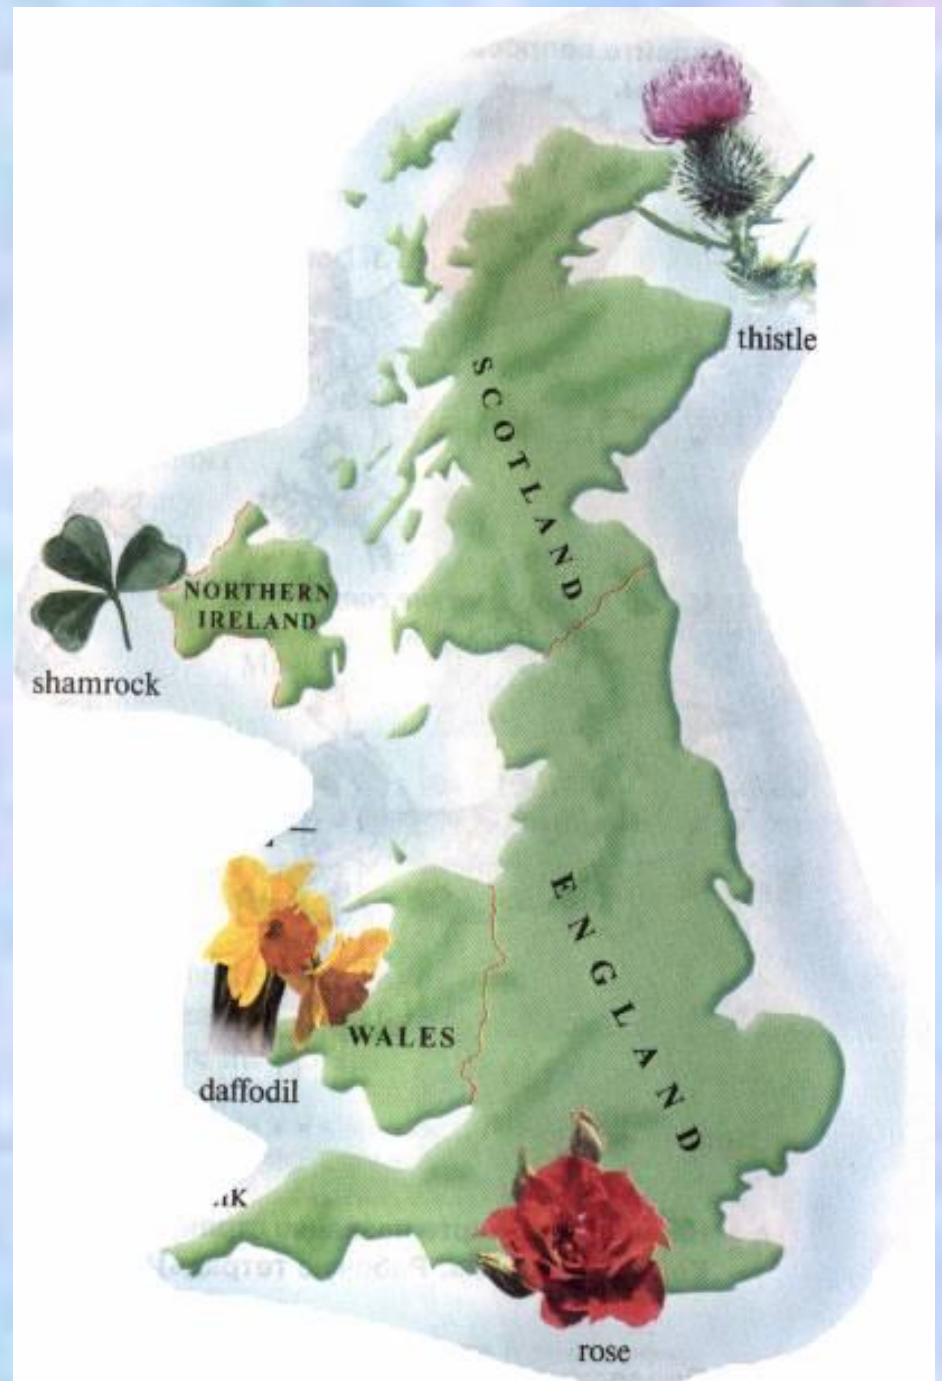 thistle
SCOTLAND
NORTHERN
IRELAND
shamrock
WALES
daffodil
ENGLAND
rose